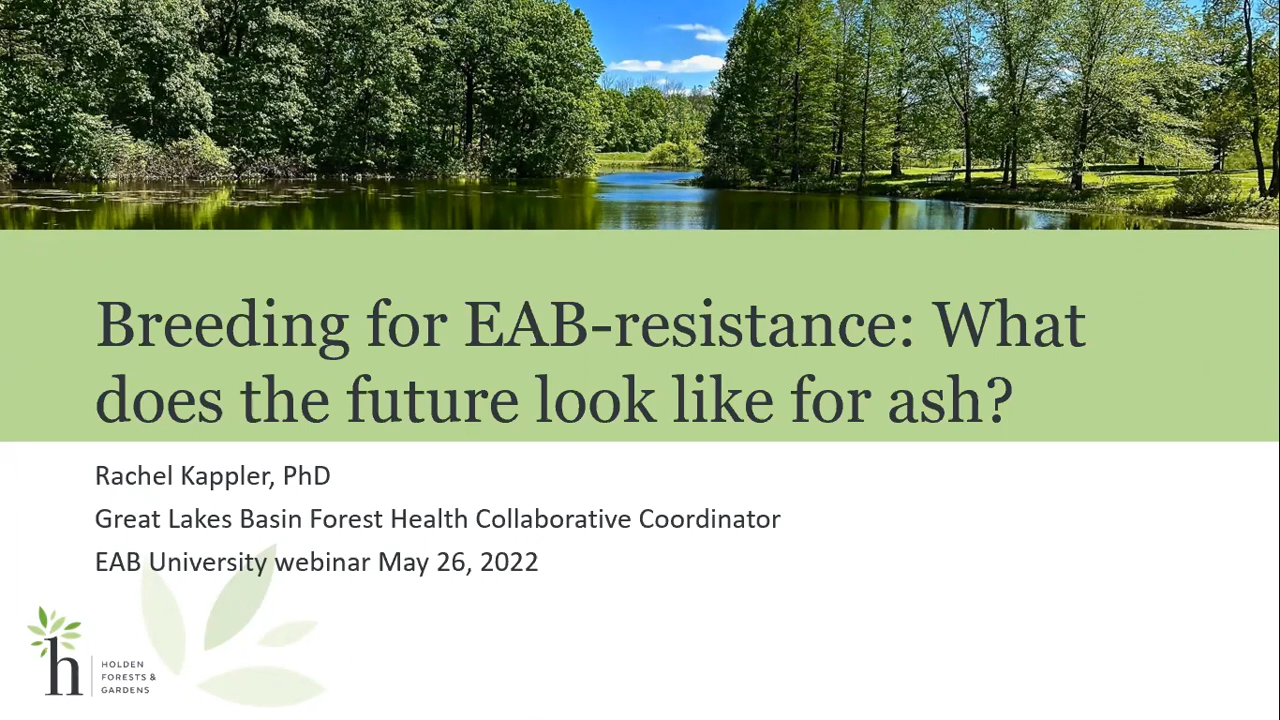 Breeding for EAB-resistance: What
does the future look like for ash?
Rachel Kappler, PhD
Great Lakes Basin Forest Health Collaborative Coordinator
EAB University webinar May 26, 2022
h
HOLDEN
FORESTS &
GARDENS